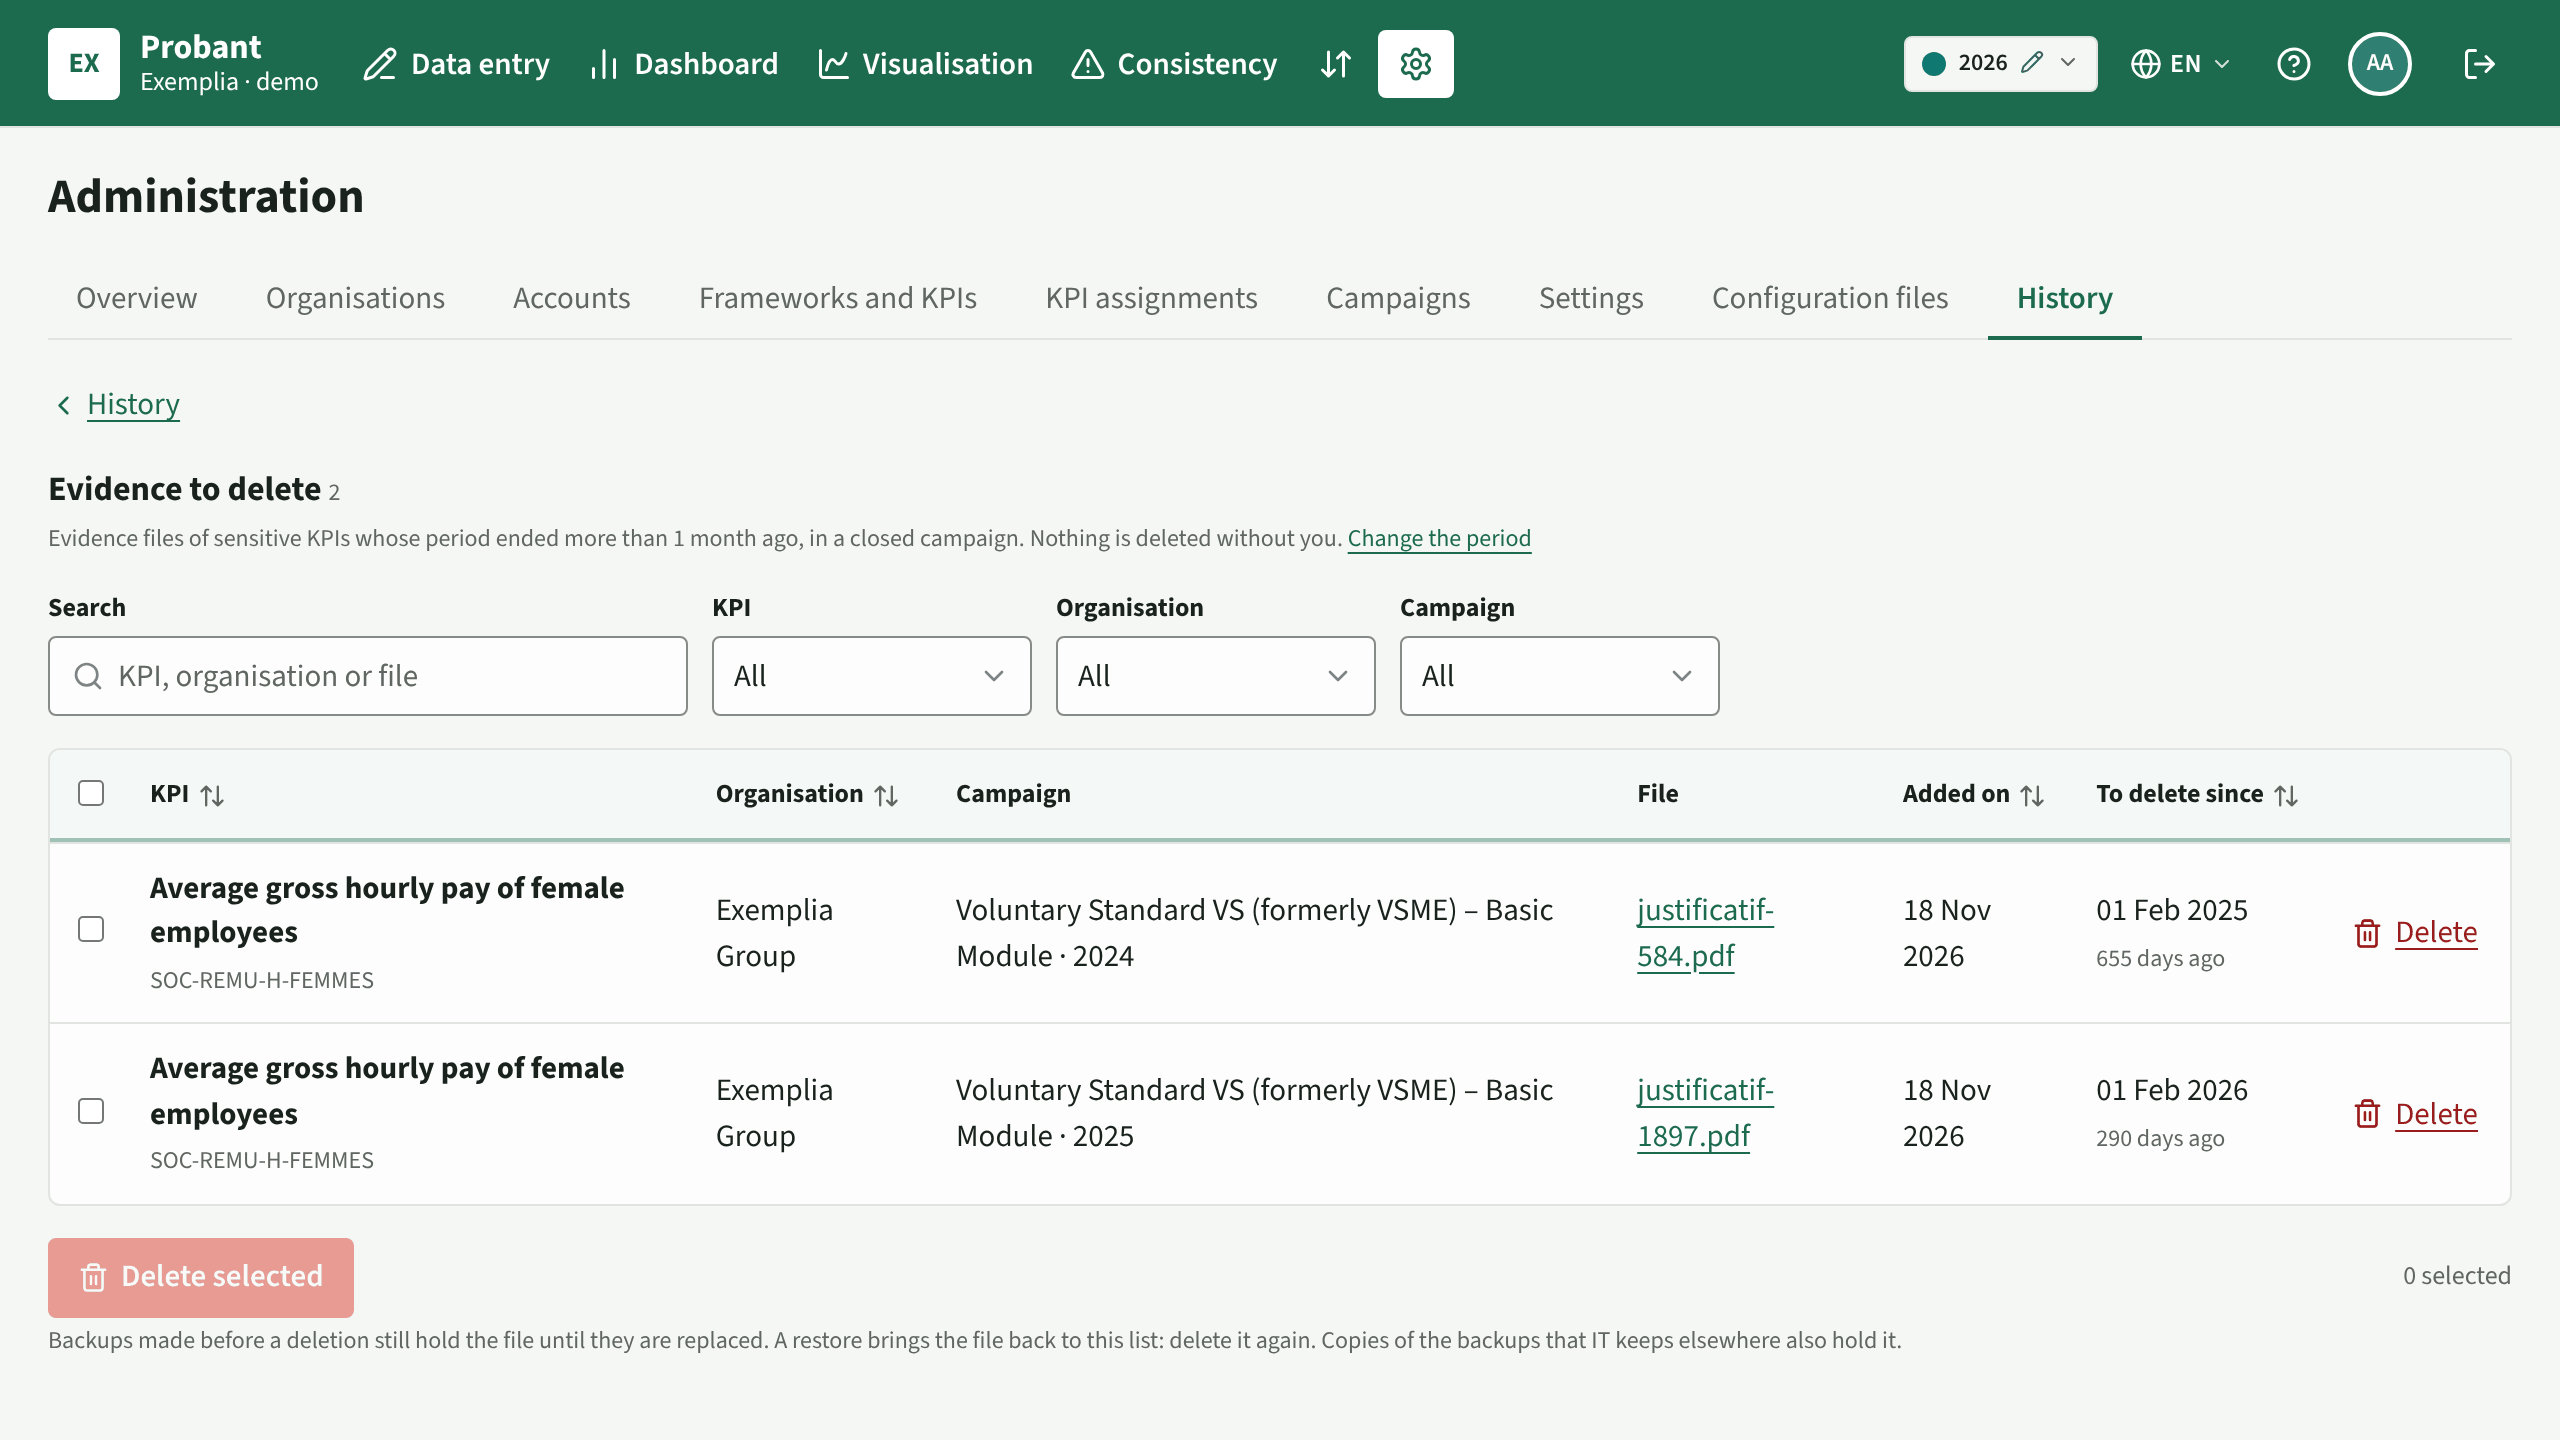 EX
Probant
Exemplia · demo
Data entry
Dashboard
Visualisation
Consistency
2026
EN
AA
Administration
Overview
Organisations
Accounts
Frameworks and KPIs
KPI assignments
Campaigns
Settings
Configuration files
History
History
Evidence to delete 2
Evidence files of sensitive KPIs whose period ended more than 1 month ago, in a closed campaign. Nothing is deleted without you. Change the period
Search
KPI
Organisation
Campaign
KPI, organisation or file
All
All
All
KPI
Organisation
Campaign
File
Added on
To delete since
Average gross hourly pay of female
employees
SOC-REMU-H-FEMMES
Exemplia
Group
Voluntary Standard VS (formerly VSME) – Basic
Module · 2024
justificatif-
584.pdf
18 Nov
2026
01 Feb 2025
655 days ago
Delete
Average gross hourly pay of female
employees
SOC-REMU-H-FEMMES
Exemplia
Group
Voluntary Standard VS (formerly VSME) – Basic
Module · 2025
justificatif-
1897.pdf
18 Nov
2026
01 Feb 2026
290 days ago
Delete
Delete selected
0 selected
Backups made before a deletion still hold the file until they are replaced. A restore brings the file back to this list: delete it again. Copies of the backups that IT keeps elsewhere also hold it.